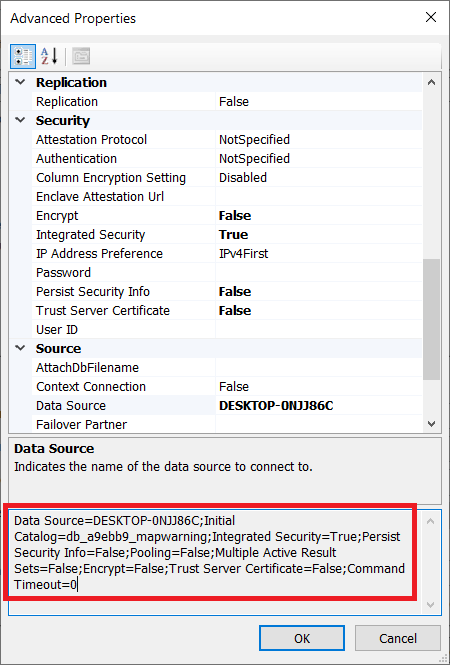 Advanced Properties
Replication
Replication False
Security
Attestation Protocol NotSpecified
Authentication NotSpecified
Column Encryption Setting Disabled
Enclave Attestation Url
Encrypt False
Integrated Security True
IP Address Preference IPv4First
Password
Persist Security Info False
Trust Server Certificate False
User ID
Source
AttachDbFilename
Context Connection False
Data Source DESKTOP-0NJJ86C
Failover Partner
Data Source
Indicates the name of the data source to connect to.
Data Source=DESKTOP-0NJJ86C;Initial
Catalog=db_a9ebb9_mapwarning;Integrated Security=True;Persist
Security Info=False;Pooling=False;Multiple Active Result
Sets=False;Encrypt=False;Trust Server Certificate=False;Command
Timeout=0
OK Cancel